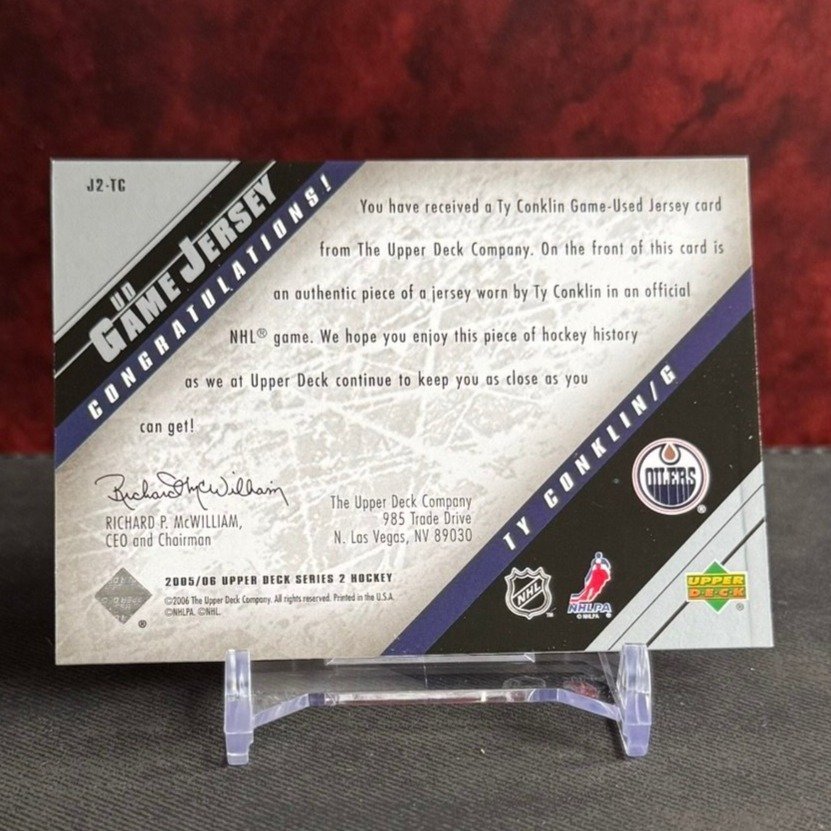 J2-TC
UD
GAME JERSEY
CONGRATULATIONS!
You have received a Ty Conklin Game-Used Jersey card
from The Upper Deck Company. On the front of this card is
an authentic piece of a jersey worn by Ty Conklin in an official
NHL® game. We hope you enjoy this piece of hockey history
as we at Upper Deck continue to keep you as close as you
can get!
Richard McWilliam
RICHARD P. McWILLIAM,
CEO and Chairman
The Upper Deck Company
985 Trade Drive
N. Las Vegas, NV 89030
2005/06 UPPER DECK SERIES 2 HOCKEY
©2006 The Upper Deck Company. All rights reserved. Printed in the U.S.A.
©NHLPA. ©NHL.
®
TY CONKLIN/G
OILERS
®
NHL
™
NHLPA
© NHLPA
UPPER
DECK
®